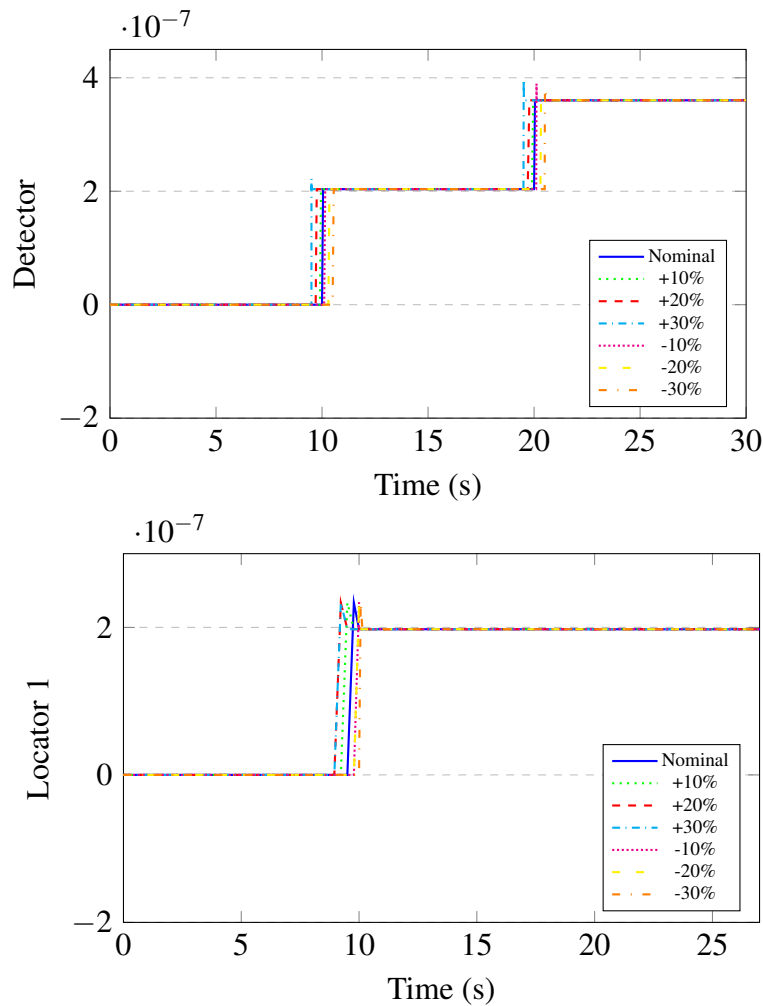 ·10−7
4
2
0
−2
Detector
0 5 10 15 20 25 30
Time (s)
Nominal
+10%
+20%
+30%
-10%
-20%
-30%
·10−7
2
0
−2
Locator 1
0 5 10 15 20 25
Time (s)
Nominal
+10%
+20%
+30%
-10%
-20%
-30%